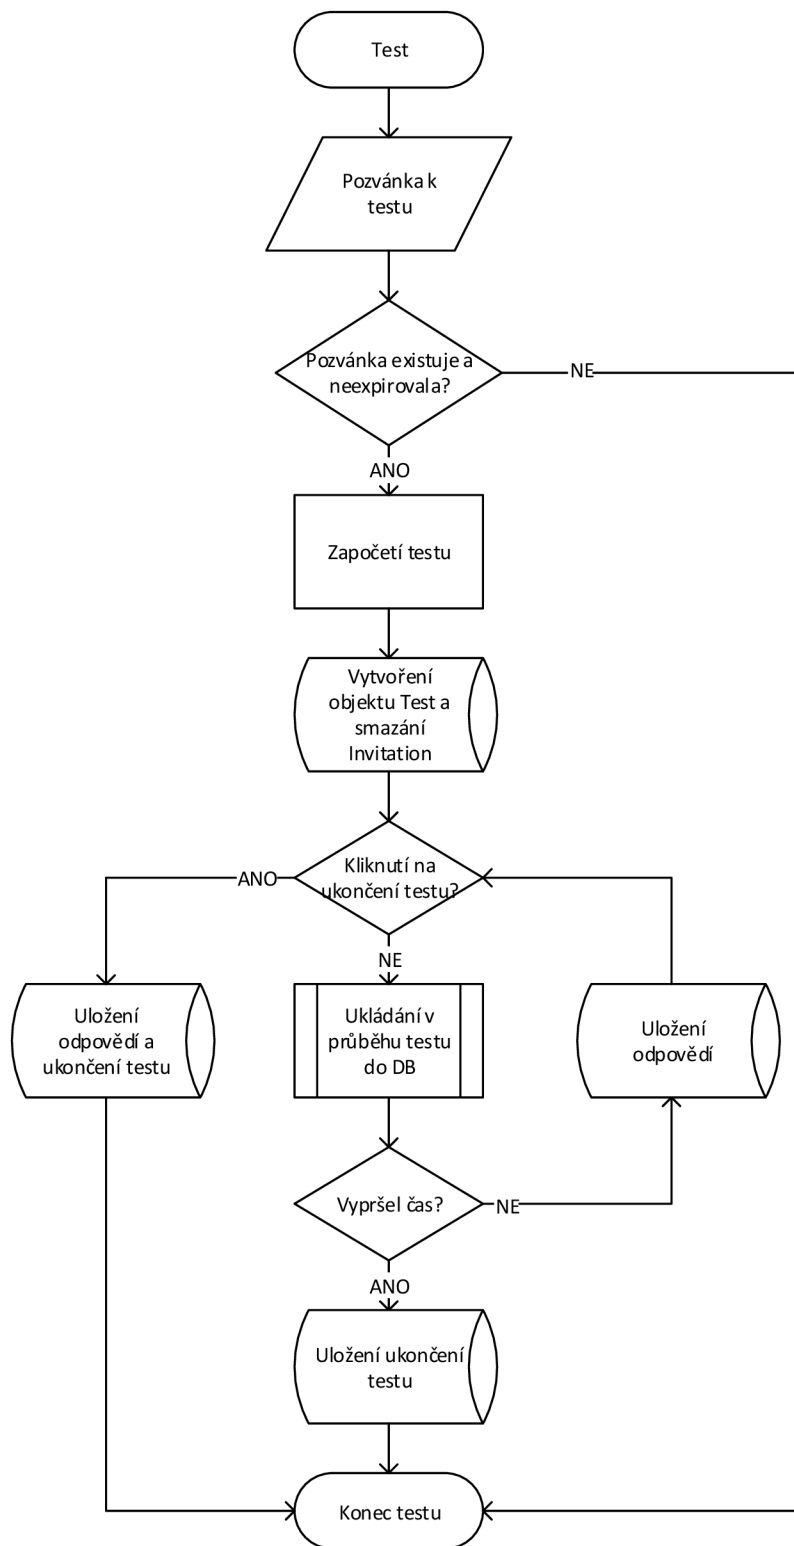 Test
Pozvánka k
testu
Pozvánka existuje a
neexpirovala?
NE
ANO
Započetí testu
Vytvoření
objektu Test a
smazání
Invitation
Kliknutí na
ukončení testu?
ANO
NE
Uložení
odpovědí a
ukončení testu
Ukládání v
průběhu testu
do DB
Uložení
odpovědí
Vypršel čas?
NE
ANO
Uložení ukončení
testu
Konec testu